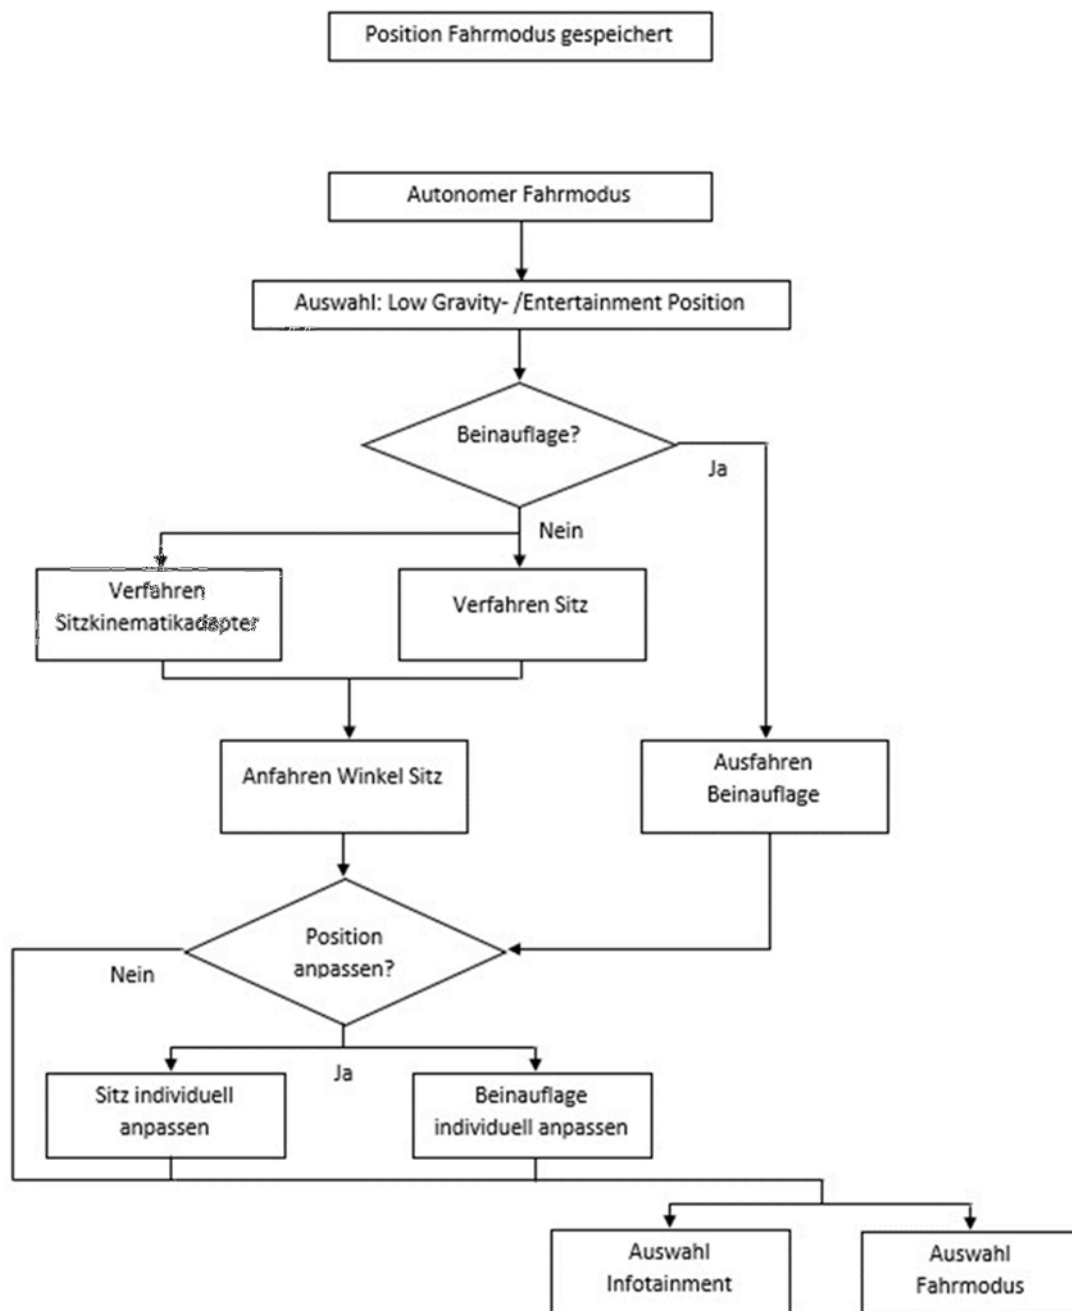 Position Fahrmodus gespeichert
Autonomer Fahrmodus
Auswahl: Low Gravity- /Entertainment Position
Beinauflage?
Ja
Nein
Verfahren
Sitzkinematikadapter
Verfahren Sitz
Anfahren Winkel Sitz
Ausfahren
Beinauflage
Position
anpassen?
Nein
Ja
Sitz individuell
anpassen
Beinauflage
individuell anpassen
Auswahl
Infotainment
Auswahl
Fahrmodus